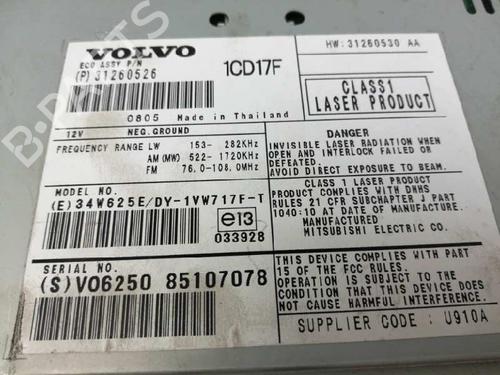 VOLVO
ECO ASSY P/N
(P) 31260526
1CD17F
HW: 31260530 AA
CLASS1
LASER PRODUCT
0805 Made in Thailand
12V NEG.GROUND
FREQUENCY RANGE LW 153- 282KHz
AM (MW) 522- 1720KHz
FM 76.0-108.0MHz
MODEL NO.
(E) 34W625E/DY-1VW717F-T
e13
033928
SERIAL NO.
(S) V06250 85107078
DANGER
INVISIBLE LASER RADIATION WHEN
OPEN AND INTERLOCK FAILED OR
DEFEATED.
AVOID DIRECT EXPOSURE TO BEAM.
CLASS 1 LASER PRODUCT
PRODUCT COMPLIES WITH DHHS
RULES 21 CFR SUBCHAPTER J PART
1040:10 AT DATE OF MANUFACTURE.
MANUFACTURED
MITSUBISHI ELECTRIC CO.
THIS DEVICE COMPLIES WITH PART
15 OF THE FCC RULES.
OPERATION IS SUBJECT TO THE
CONDITION THAT THIS DEVICE DOES
NOT CAUSE HARMFUL INTERFERENCE.
SUPPLIER CODE : U910A